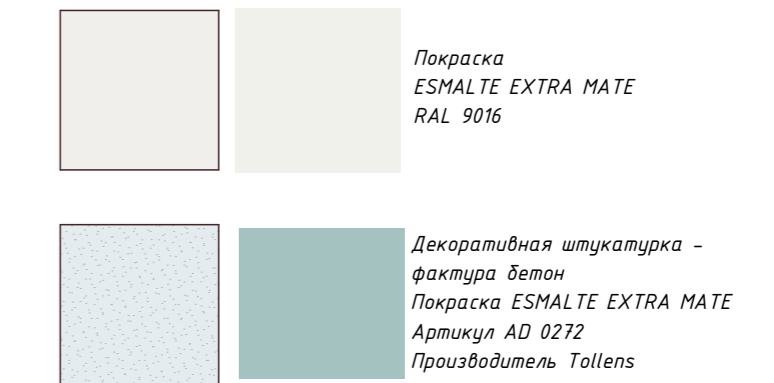 Покраска
ESMALTE EXTRA MATE
RAL 9016
Декоративная штукатурка -
фактура бетон
Покраска ESMALTE EXTRA MATE
Артикул AD 0272
Производитель Tollens